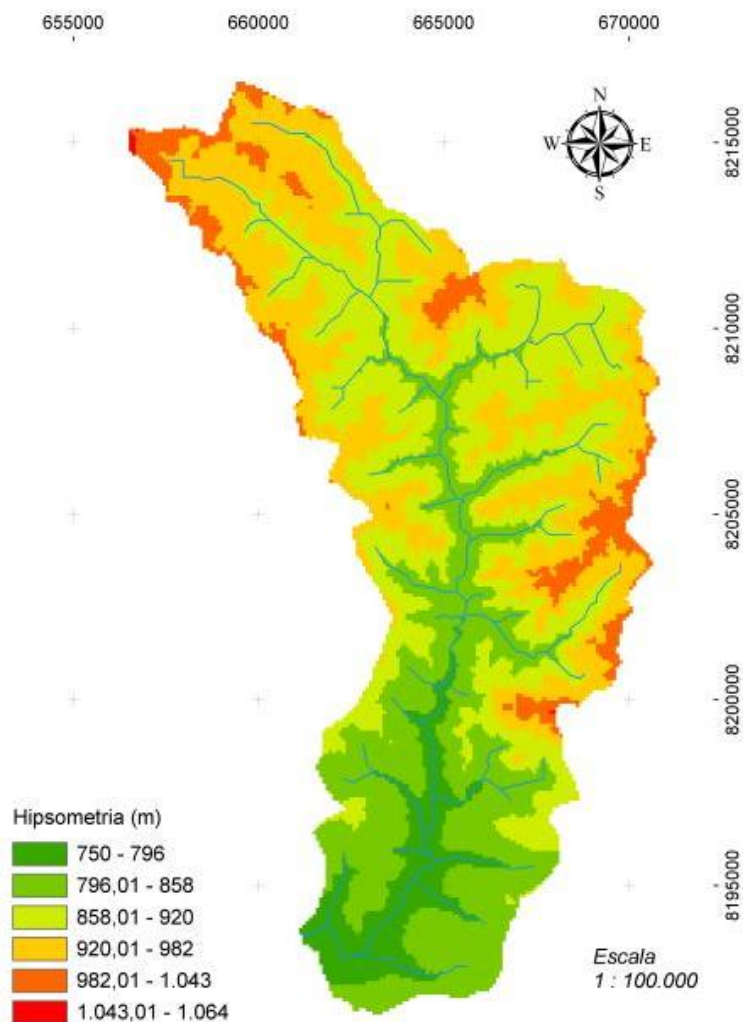 655000 660000 665000 670000
N
W E
S
8215000
8210000
8205000
8200000
8195000
Hipsometria (m)
750 - 796
796,01 - 858
858,01 - 920
920,01 - 982
982,01 - 1.043
1.043,01 - 1.064
Escala
1 : 100.000